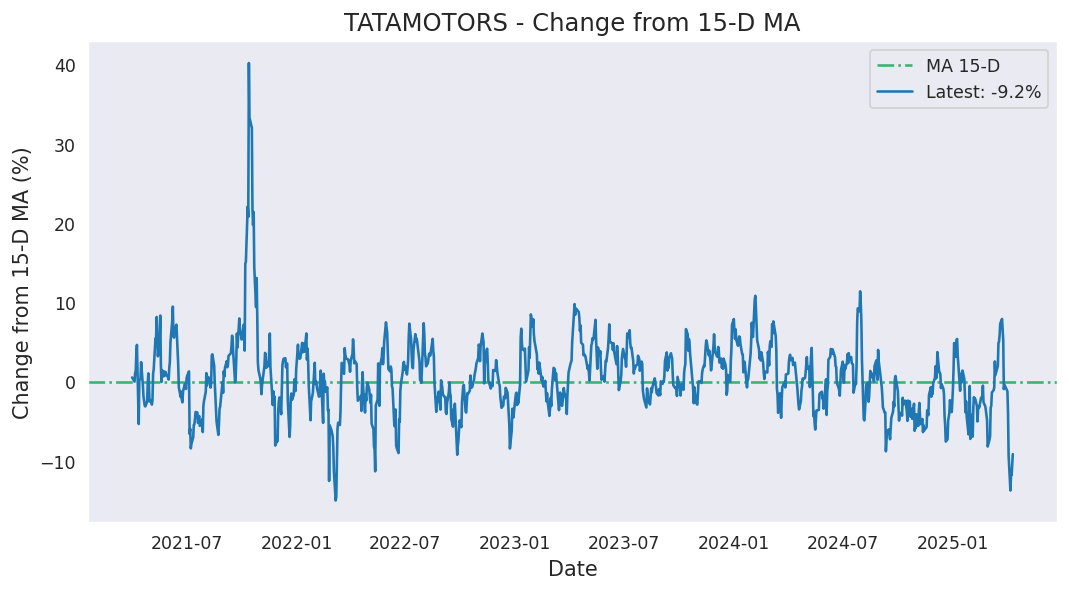 TATAMOTORS - Change from 15-D MA
MA 15-D
Latest: -9.2%
Change from 15-D MA (%)
40
30
20
10
0
−10
2021-07
2022-01
2022-07
2023-01
2023-07
2024-01
2024-07
2025-01
Date